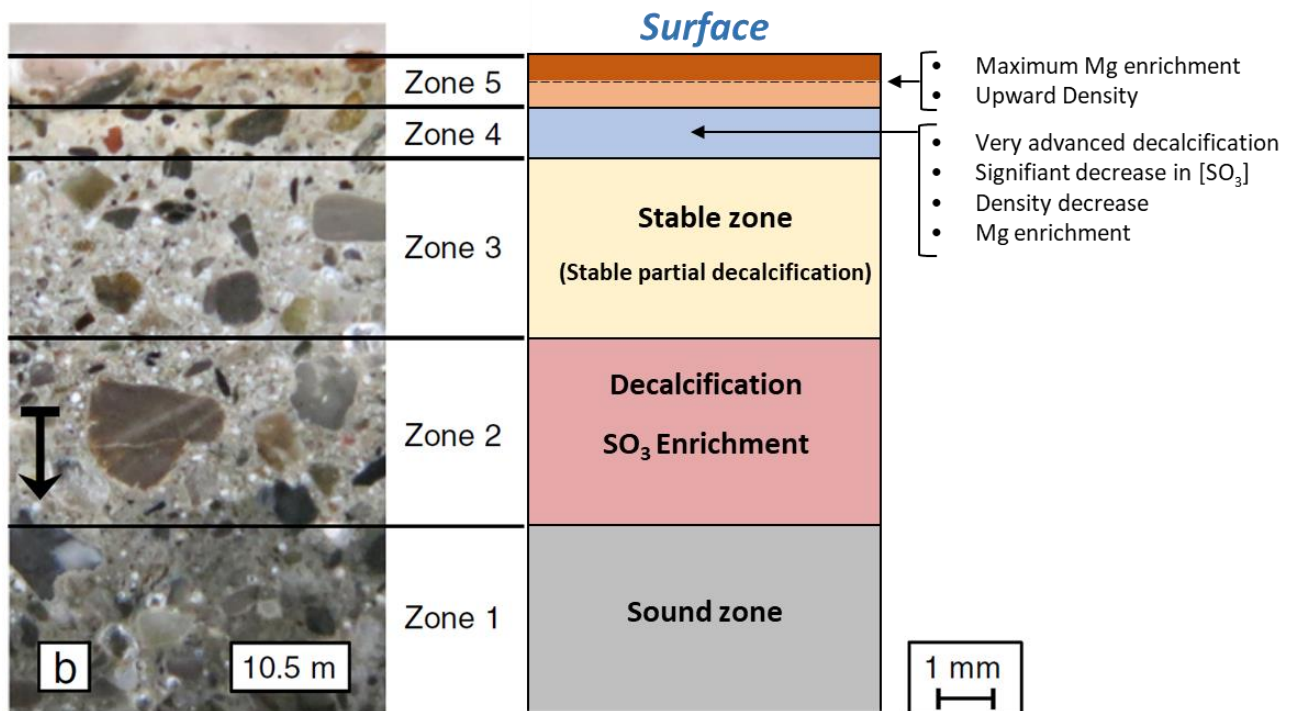 Surface
Zone 5
Zone 4
Zone 3
Zone 2
Zone 1
b
10.5 m
Stable zone
(Stable partial decalcification)
Decalcification
SO₃ Enrichment
Sound zone
• Maximum Mg enrichment
• Upward Density
• Very advanced decalcification
• Signifiant decrease in [SO₃]
• Density decrease
• Mg enrichment
1 mm